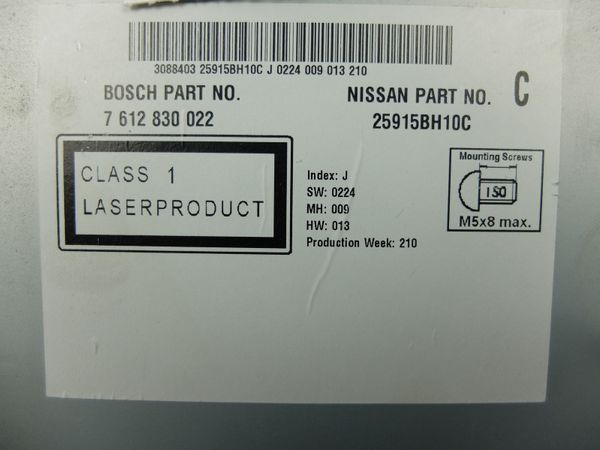 3088403 25915BH10C J 0224 009 013 210
BOSCH PART NO.
7 612 830 022
NISSAN PART NO.
25915BH10C
C
CLASS 1
LASERPRODUCT
Index: J
SW: 0224
MH: 009
HW: 013
Production Week: 210
Mounting Screws
ISO
M5x8 max.